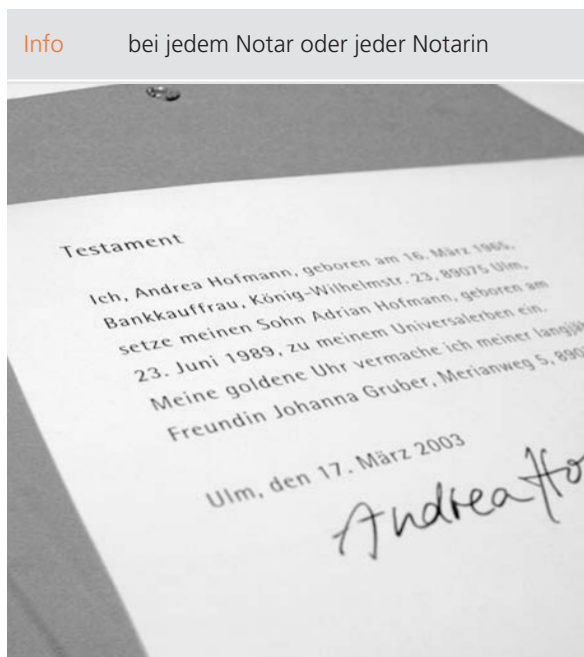 Info bei jedem Notar oder jeder Notarin
Testament
Ich, Andrea Hofmann, geboren am 16. März 1965,
Bankkauffrau, König-Wilhelmstr. 23, 89075 Ulm,
setze meinen Sohn Adrian Hofmann, geboren am
23. Juni 1989, zu meinem Universalerben ein.
Meine goldene Uhr vermache ich meiner
Freundin Johanna Gruber, Merianweg 5,
Ulm, den 17. März 2003
Andrea